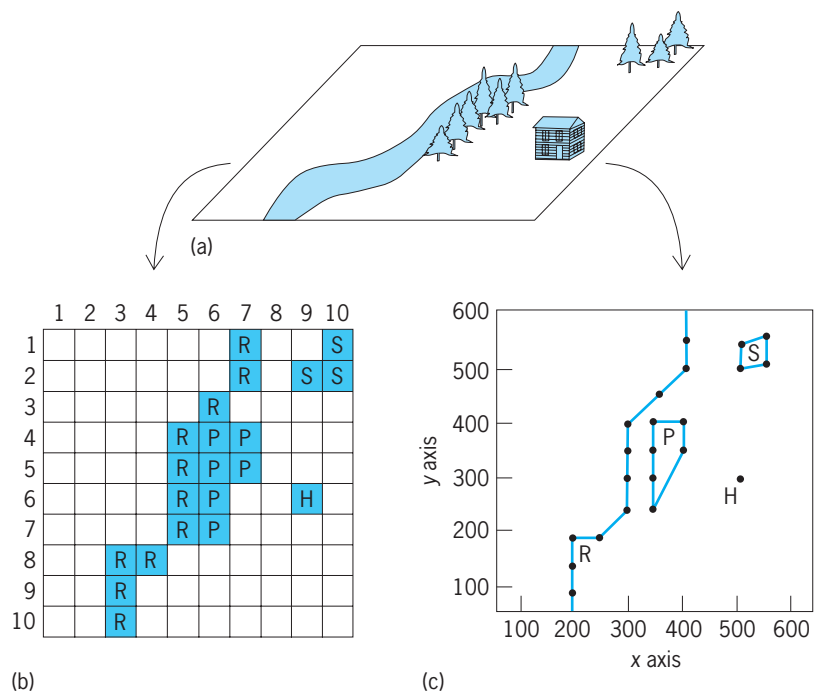 (a)
1 2 3 4 5 6 7 8 9 10
1 R S
2 R S S
3 R
4 R P P
5 R P P
6 R P H
7 R P
8 R R
9 R
10 R
(b)
600
500
400
300
200
100
y axis
S
P
H
R
100 200 300 400 500 600
x axis
(c)